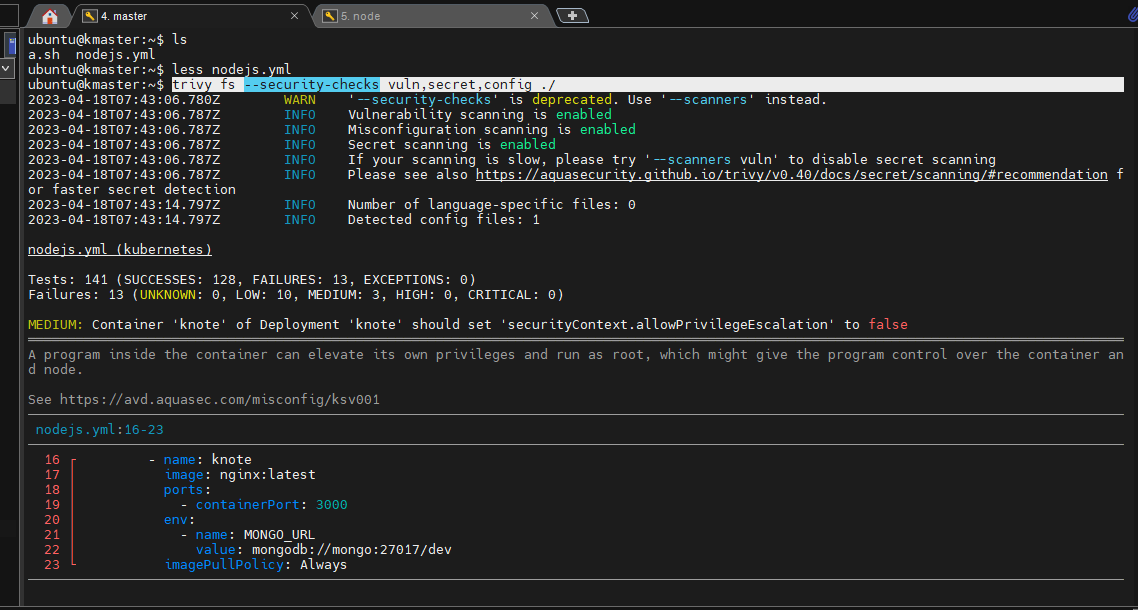 4. master
5. node
ubuntu@kmaster:~$ ls
a.sh  nodejs.yml
ubuntu@kmaster:~$ less nodejs.yml
ubuntu@kmaster:~$ trivy fs --security-checks vuln,secret,config ./
2023-04-18T07:43:06.780Z        WARN    '--security-checks' is deprecated. Use '--scanners' instead.
2023-04-18T07:43:06.787Z        INFO    Vulnerability scanning is enabled
2023-04-18T07:43:06.787Z        INFO    Misconfiguration scanning is enabled
2023-04-18T07:43:06.787Z        INFO    Secret scanning is enabled
2023-04-18T07:43:06.787Z        INFO    If your scanning is slow, please try '--scanners vuln' to disable secret scanning
2023-04-18T07:43:06.787Z        INFO    Please see also https://aquasecurity.github.io/trivy/v0.40/docs/secret/scanning/#recommendation f
or faster secret detection
2023-04-18T07:43:14.797Z        INFO    Number of language-specific files: 0
2023-04-18T07:43:14.797Z        INFO    Detected config files: 1
nodejs.yml (kubernetes)
Tests: 141 (SUCCESSES: 128, FAILURES: 13, EXCEPTIONS: 0)
Failures: 13 (UNKNOWN: 0, LOW: 10, MEDIUM: 3, HIGH: 0, CRITICAL: 0)
MEDIUM: Container 'knote' of Deployment 'knote' should set 'securityContext.allowPrivilegeEscalation' to false
A program inside the container can elevate its own privileges and run as root, which might give the program control over the container an
d node.
See https://avd.aquasec.com/misconfig/ksv001
nodejs.yml:16-23
16         - name: knote
17           image: nginx:latest
18           ports:
19             - containerPort: 3000
20           env:
21             - name: MONGO_URL
22               value: mongodb://mongo:27017/dev
23           imagePullPolicy: Always